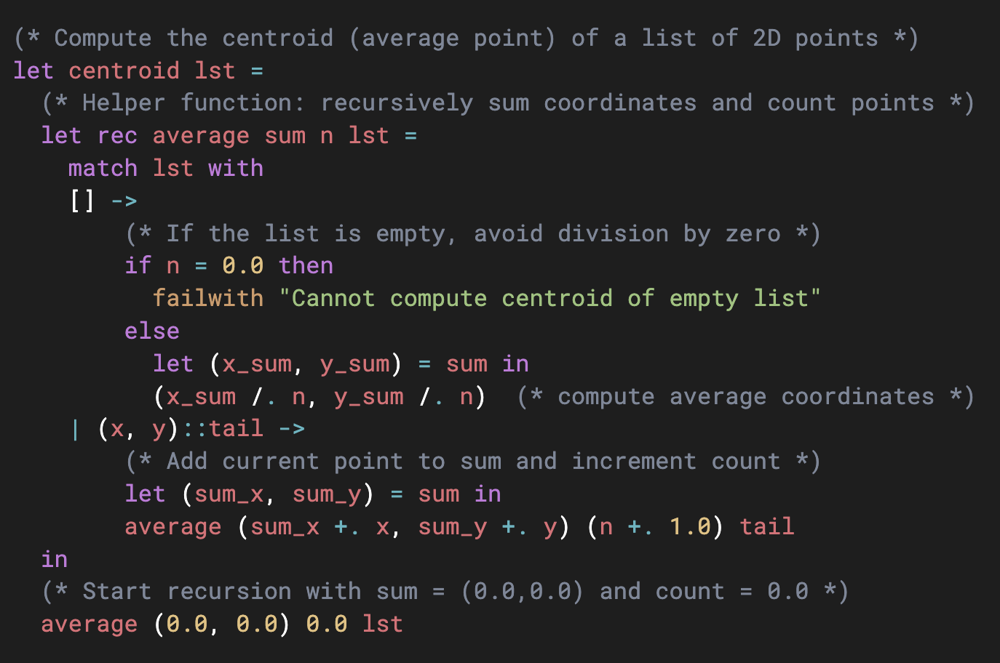 (* Compute the centroid (average point) of a list of 2D points *)
let centroid lst =
  (* Helper function: recursively sum coordinates and count points *)
  let rec average sum n lst =
    match lst with
    [] ->
        (* If the list is empty, avoid division by zero *)
        if n = 0.0 then
          failwith "Cannot compute centroid of empty list"
        else
          let (x_sum, y_sum) = sum in
          (x_sum /. n, y_sum /. n)  (* compute average coordinates *)
    | (x, y)::tail ->
        (* Add current point to sum and increment count *)
        let (sum_x, sum_y) = sum in
        average (sum_x +. x, sum_y +. y) (n +. 1.0) tail
  in
  (* Start recursion with sum = (0.0,0.0) and count = 0.0 *)
  average (0.0, 0.0) 0.0 lst